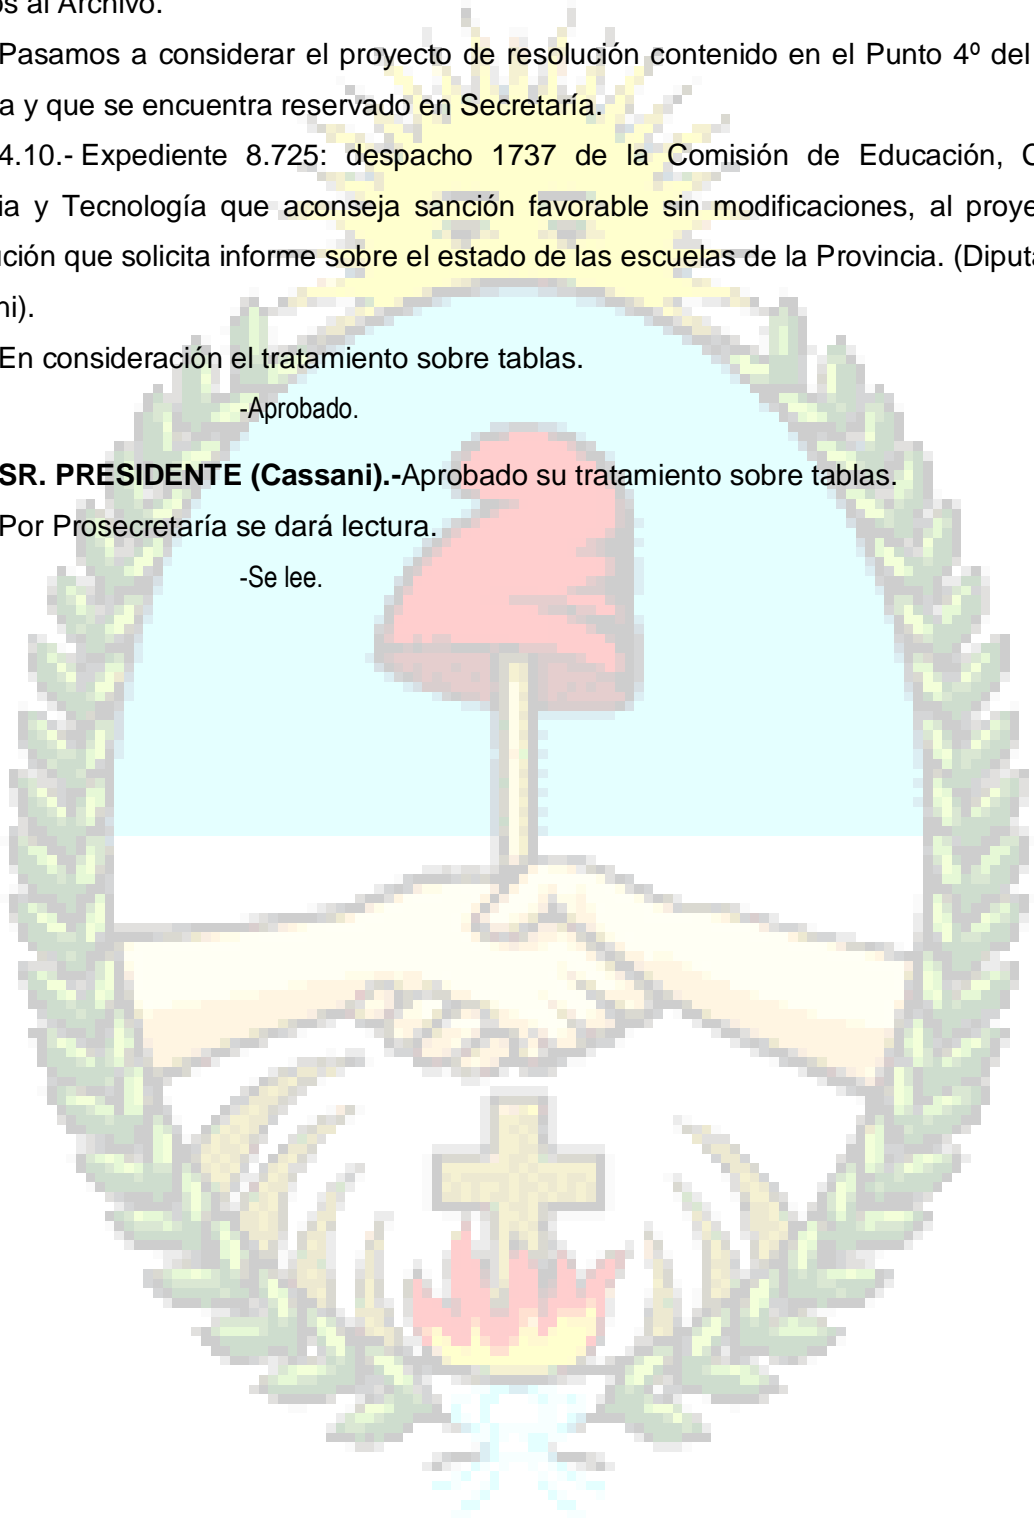 os al Archivo.
Pasamos a considerar el proyecto de resolución contenido en el Punto 4º del
a y que se encuentra reservado en Secretaría.
4.10.- Expediente 8.725: despacho 1737 de la Comisión de Educación, C
ia y Tecnología que aconseja sanción favorable sin modificaciones, al proye
ución que solicita informe sobre el estado de las escuelas de la Provincia. (Diputa
ni).
En consideración el tratamiento sobre tablas.
-Aprobado.
SR. PRESIDENTE (Cassani).-Aprobado su tratamiento sobre tablas.
Por Prosecretaría se dará lectura.
-Se lee.